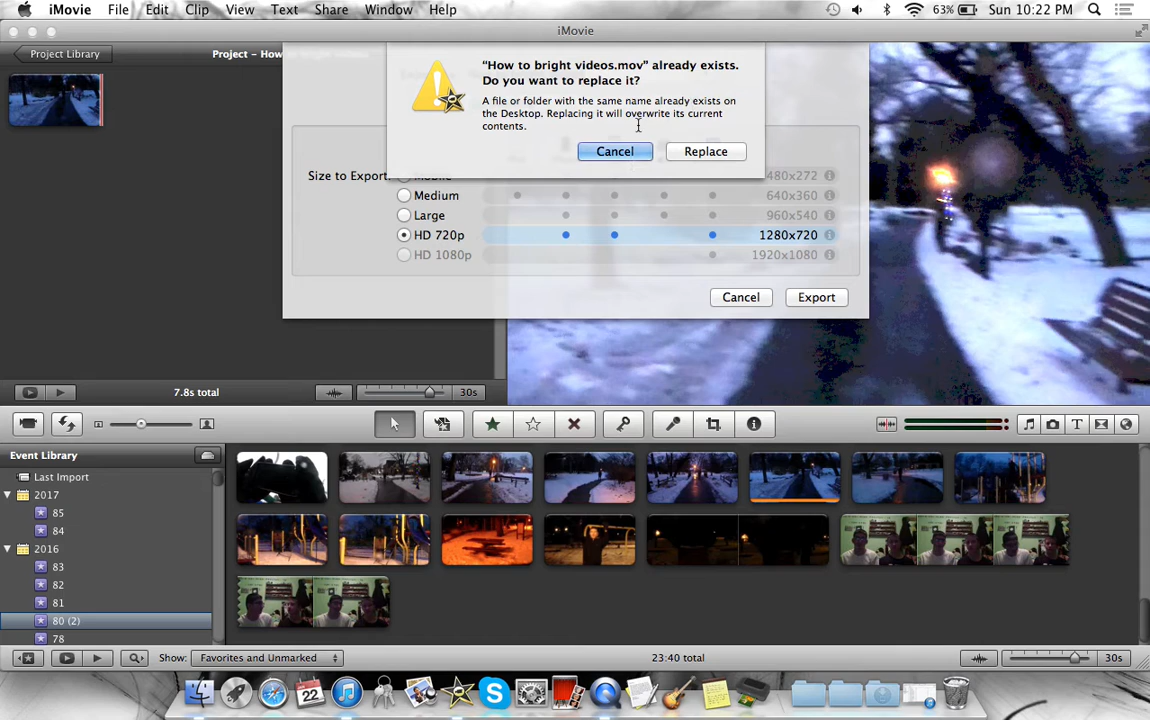 iMovie File Edit Clip View Text Share Window Help 63% Sun 10:22 PM
iMovie
Project Library
Project – How
"How to bright videos.mov" already exists.
Do you want to replace it?
A file or folder with the same name already exists on
the Desktop. Replacing it will overwrite its current
contents.
Cancel Replace
Size to Export: Mobile 480x272
Medium 640x360
Large 960x540
HD 720p 1280x720
HD 1080p 1920x1080
Cancel Export
7.8s total 30s
Event Library
Last Import
2017
85
84
2016
83
82
81
80 (2)
78
Show: Favorites and Unmarked 23:40 total 30s
22